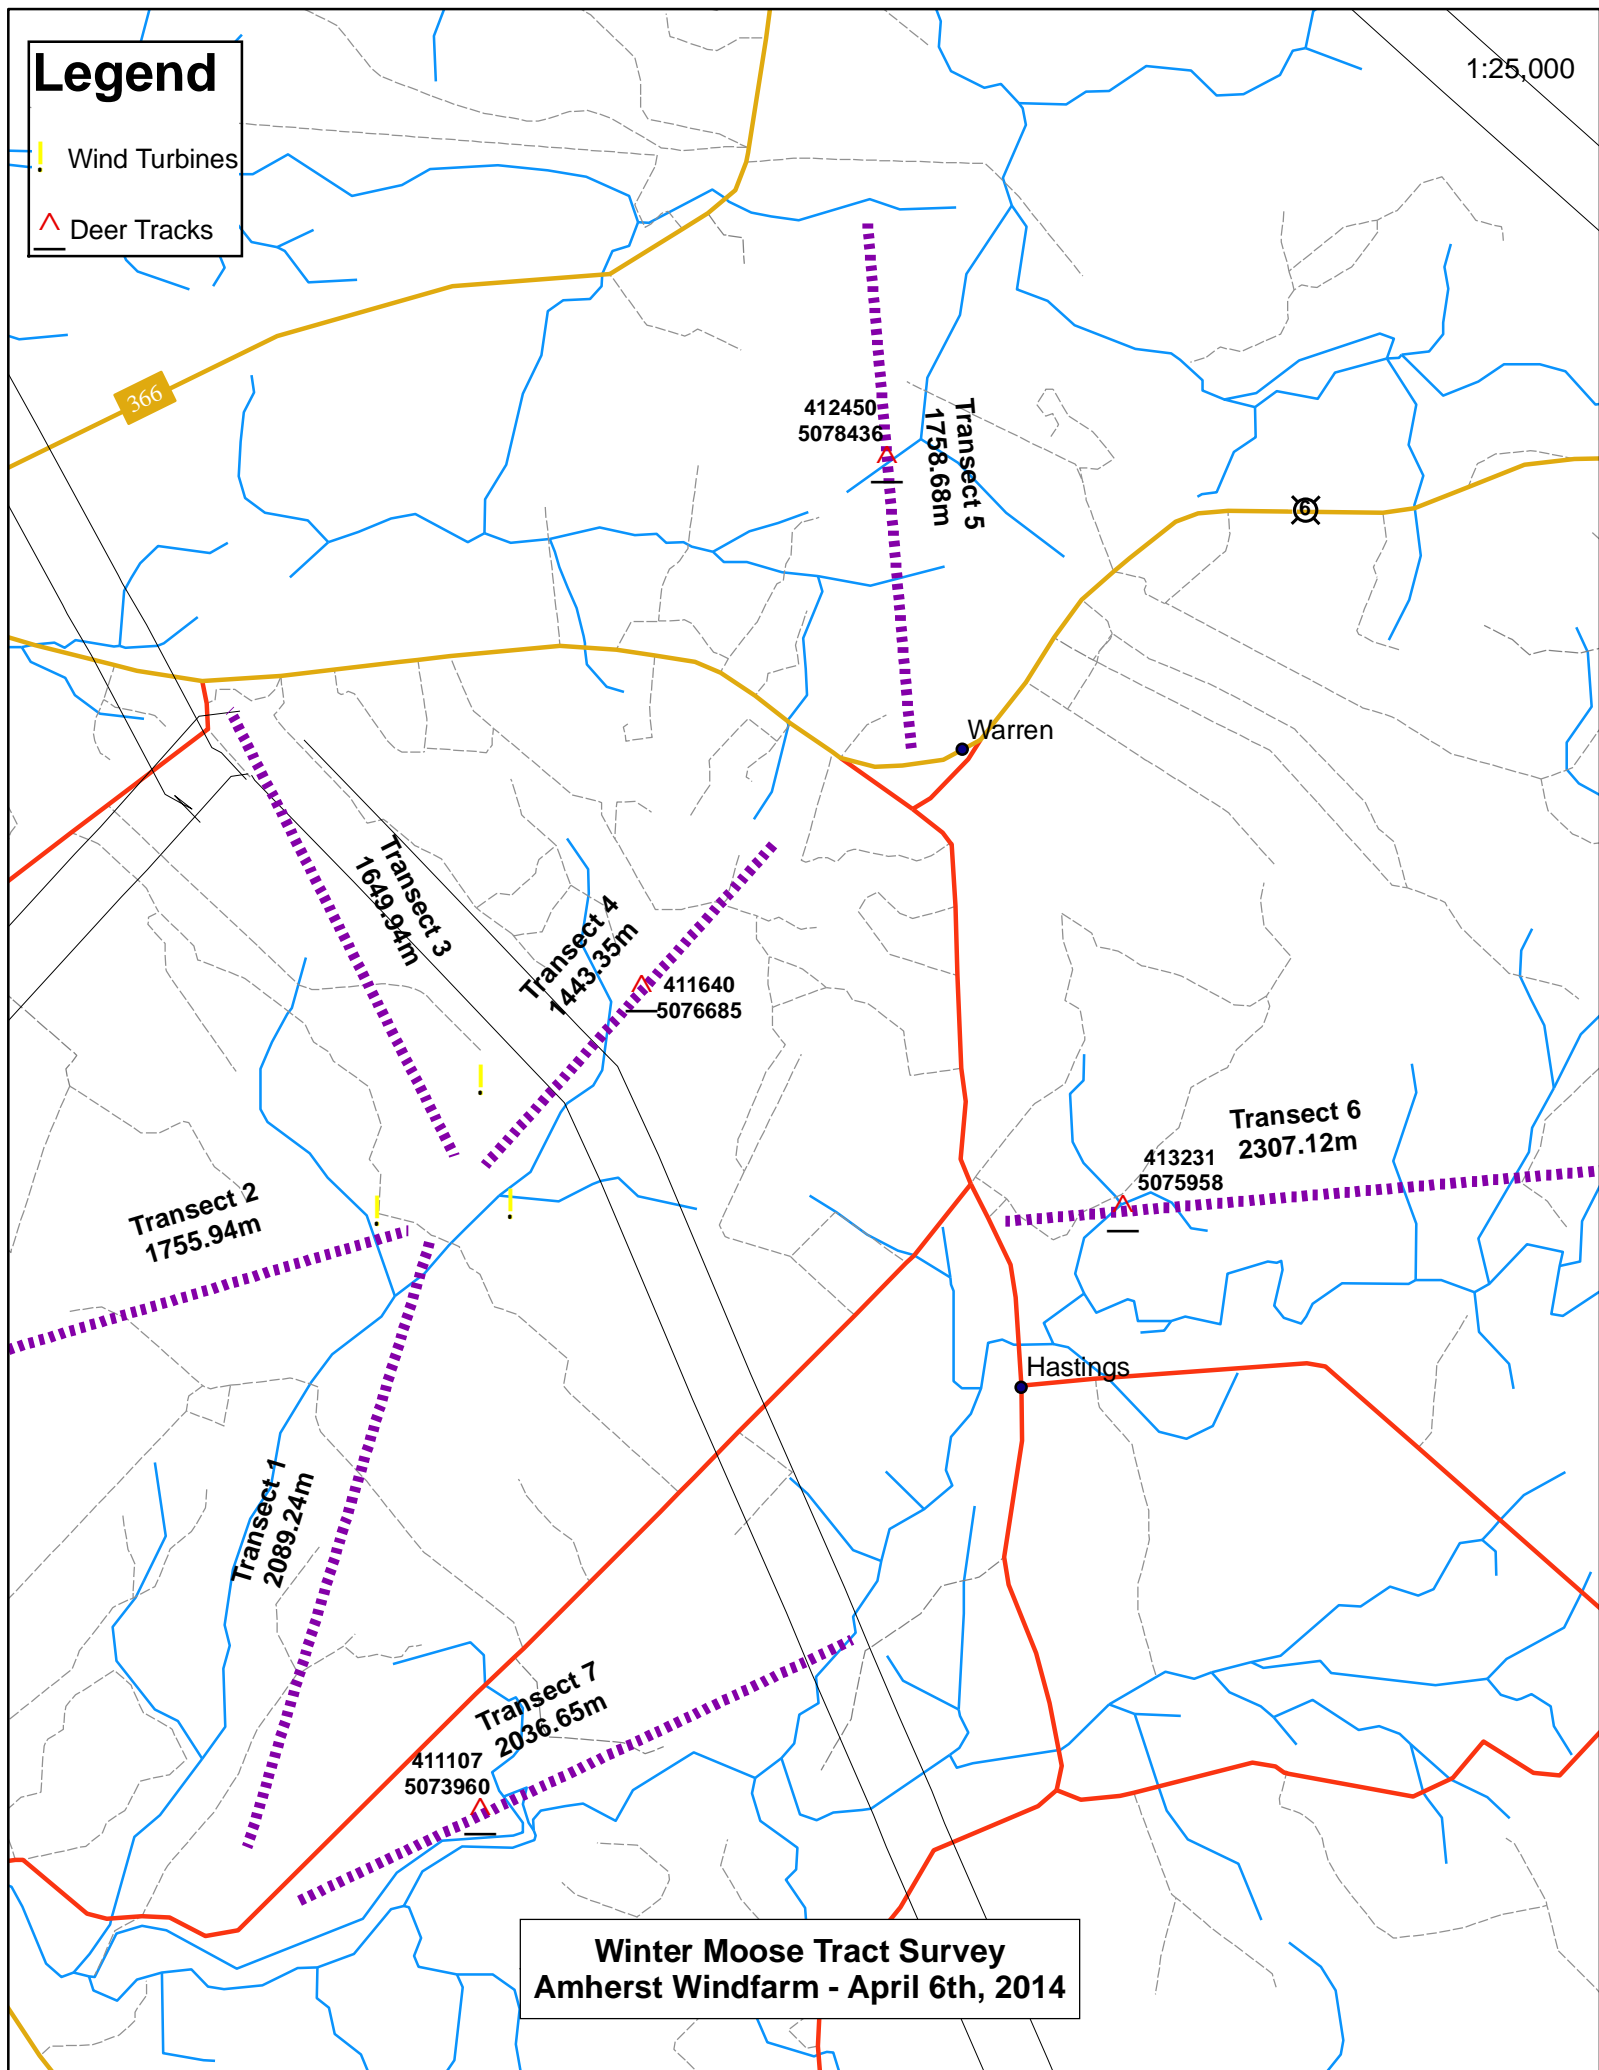 Legend
1:25,000
Wind Turbines
Deer Tracks
366
412450
5078436
Transect 5
1758.68m
6
Warren
Transect 3
1649.94m
Transect 4
1443.35m
411640
5076685
Transect 6
2307.12m
413231
5075958
Transect 2
1755.94m
Hastings
Transect 1
2089.24m
Transect 7
2036.65m
411107
5073960
Winter Moose Tract Survey
Amherst Windfarm - April 6th, 2014